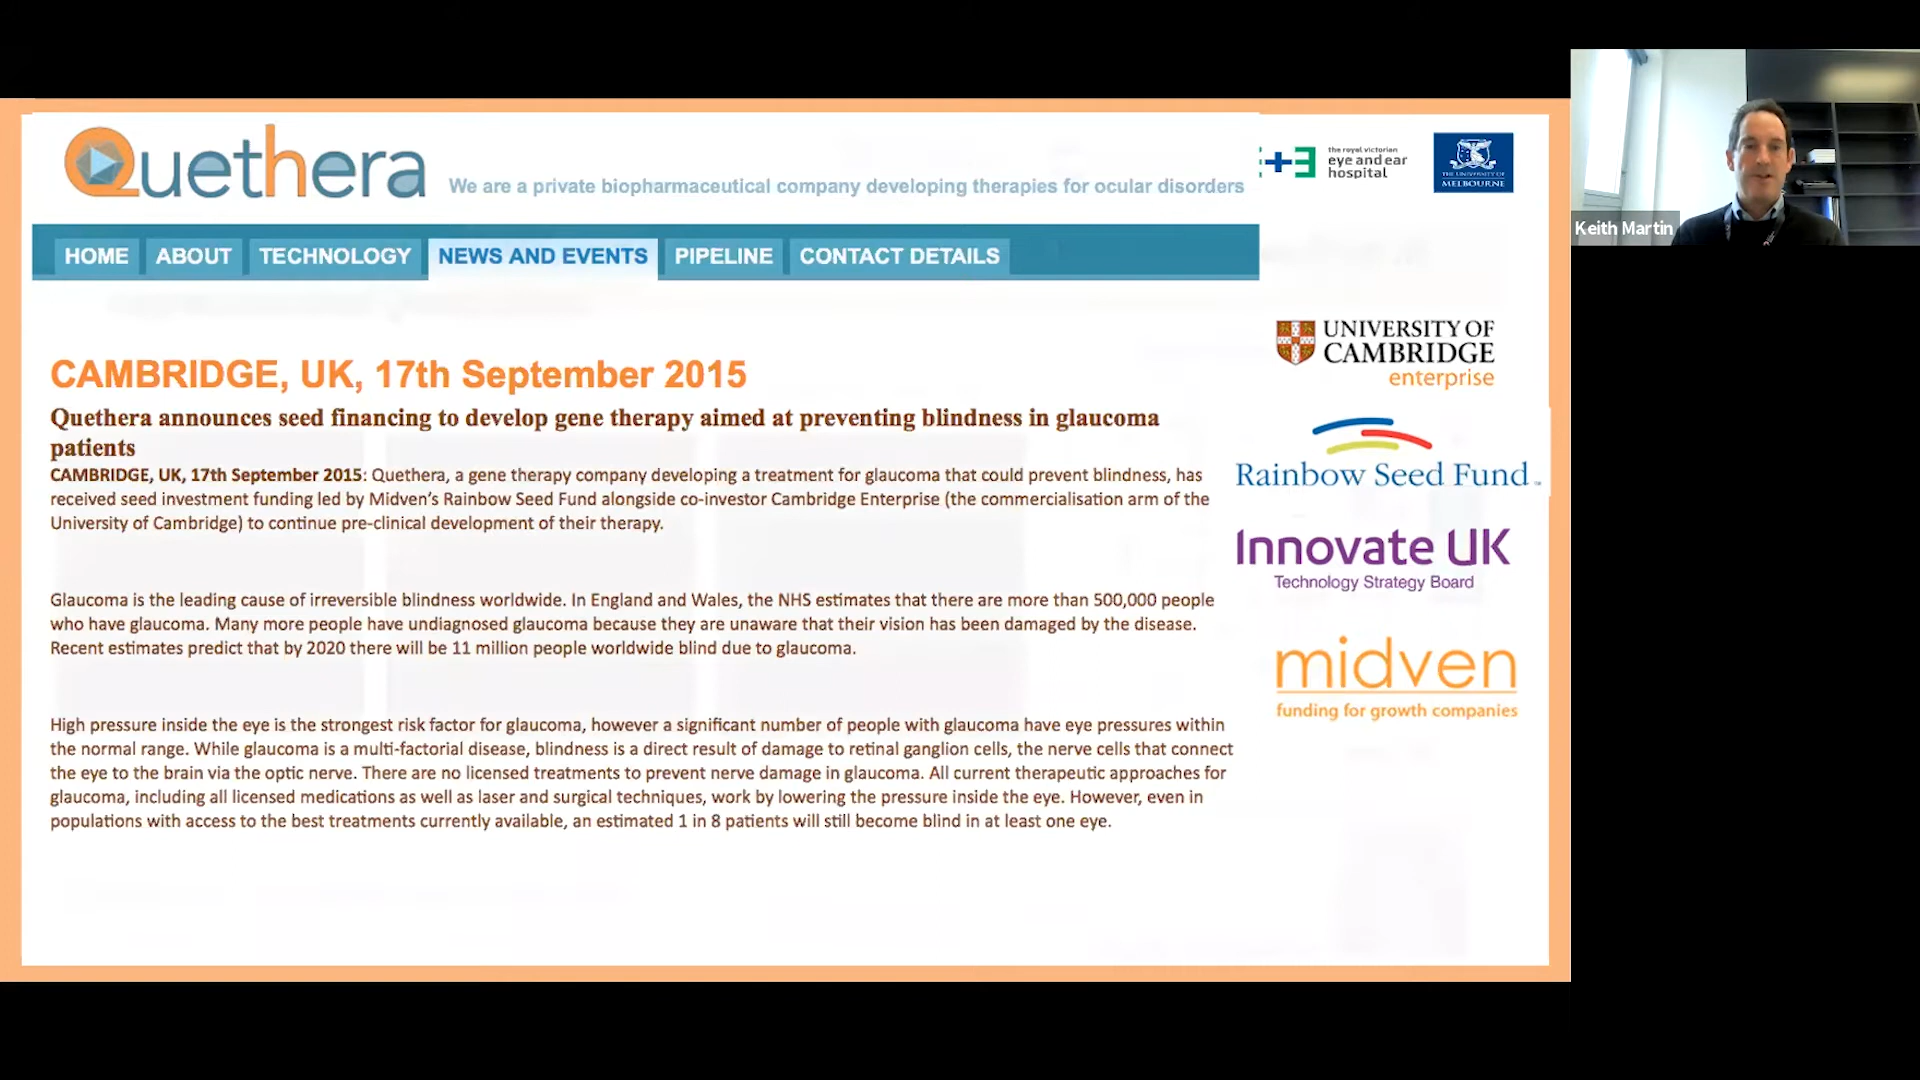 Quethera
We are a private biopharmaceutical company developing therapies for ocular disorders
the royal victorian
eye and ear
hospital
THE UNIVERSITY OF
MELBOURNE
Keith Martin
HOME
ABOUT
TECHNOLOGY
NEWS AND EVENTS
PIPELINE
CONTACT DETAILS
CAMBRIDGE, UK, 17th September 2015
Quethera announces seed financing to develop gene therapy aimed at preventing blindness in glaucoma
patients
CAMBRIDGE, UK, 17th September 2015: Quethera, a gene therapy company developing a treatment for glaucoma that could prevent blindness, has
received seed investment funding led by Midven's Rainbow Seed Fund alongside co-investor Cambridge Enterprise (the commercialisation arm of the
University of Cambridge) to continue pre-clinical development of their therapy.
Glaucoma is the leading cause of irreversible blindness worldwide. In England and Wales, the NHS estimates that there are more than 500,000 people
who have glaucoma. Many more people have undiagnosed glaucoma because they are unaware that their vision has been damaged by the disease.
Recent estimates predict that by 2020 there will be 11 million people worldwide blind due to glaucoma.
High pressure inside the eye is the strongest risk factor for glaucoma, however a significant number of people with glaucoma have eye pressures within
the normal range. While glaucoma is a multi-factorial disease, blindness is a direct result of damage to retinal ganglion cells, the nerve cells that connect
the eye to the brain via the optic nerve. There are no licensed treatments to prevent nerve damage in glaucoma. All current therapeutic approaches for
glaucoma, including all licensed medications as well as laser and surgical techniques, work by lowering the pressure inside the eye. However, even in
populations with access to the best treatments currently available, an estimated 1 in 8 patients will still become blind in at least one eye.
UNIVERSITY OF
CAMBRIDGE
enterprise
Rainbow Seed Fund
Innovate UK
Technology Strategy Board
midven
funding for growth companies